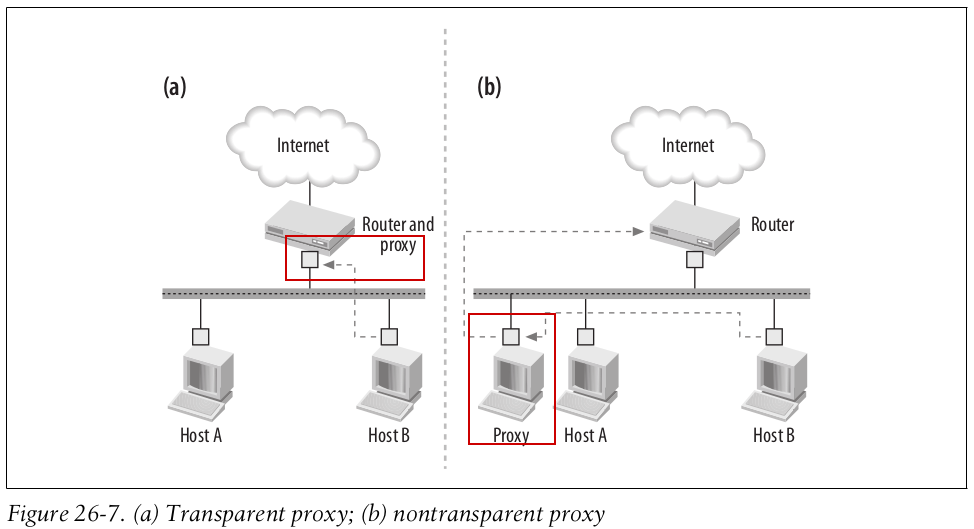 (a)
Internet
Router and
proxy
Host A
Host B
(b)
Internet
Router
Proxy
Host A
Host B
Figure 26-7. (a) Transparent proxy; (b) nontransparent proxy